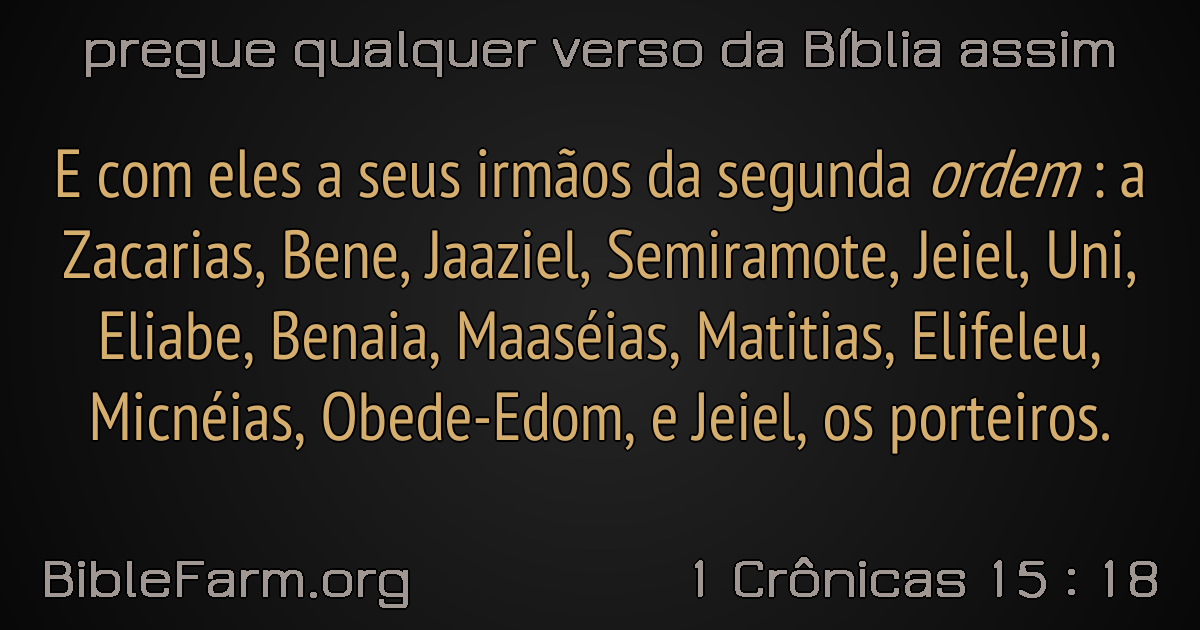 pregue qualquer verso da Bíblia assim
E com eles a seus irmãos da segunda ordem : a
Zacarias, Bene, Jaaziel, Semiramote, Jeiel, Uni,
Eliabe, Benaia, Maaséias, Matitias, Elifeleu,
Micnéias, Obede-Edom, e Jeiel, os porteiros.
BibleFarm.org
1 Crônicas 15 : 18